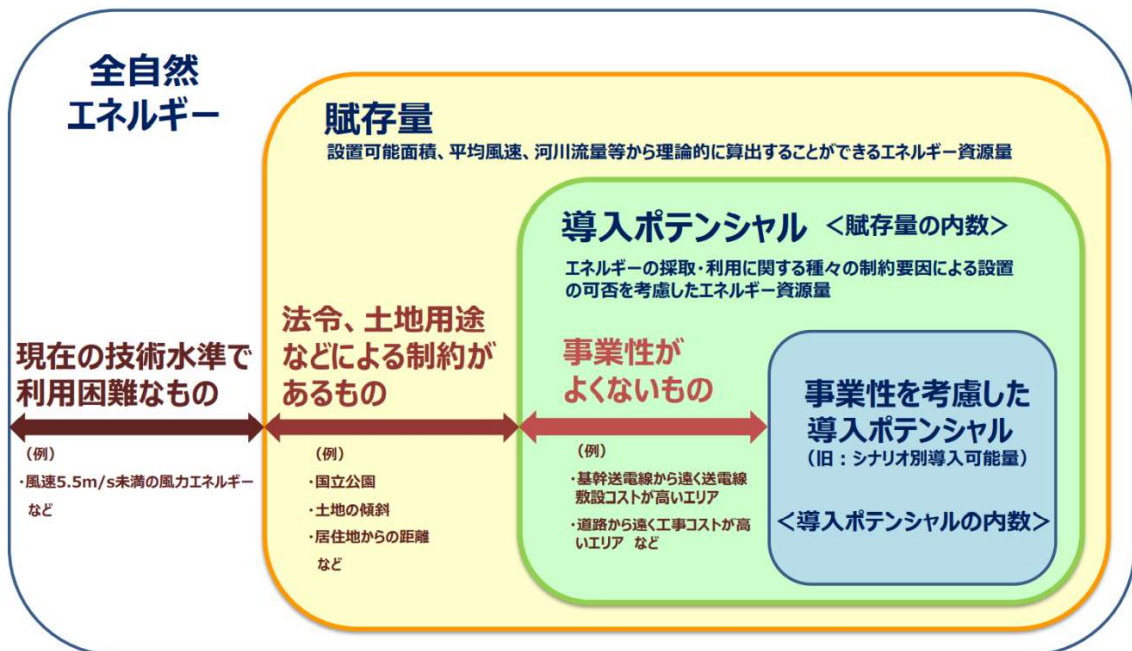 全自然
エネルギー
賦存量
設置可能面積、平均風速、河川流量等から理論的に算出することができるエネルギー資源量
導入ポテンシャル <賦存量の内数>
エネルギーの採取・利用に関する種々の制約要因による設置
の可否を考慮したエネルギー資源量
現在の技術水準で
利用困難なもの
(例)
・風速5.5m/s未満の風力エネルギー
など
法令、土地用途
などによる制約が
あるもの
(例)
・国立公園
・土地の傾斜
・居住地からの距離
など
事業性が
よくないもの
(例)
・基幹送電線から遠く送電線
敷設コストが高いエリア
・道路から遠く工事コストが高
いエリア など
事業性を考慮した
導入ポテンシャル
(旧:シナリオ別導入可能量)
<導入ポテンシャルの内数>